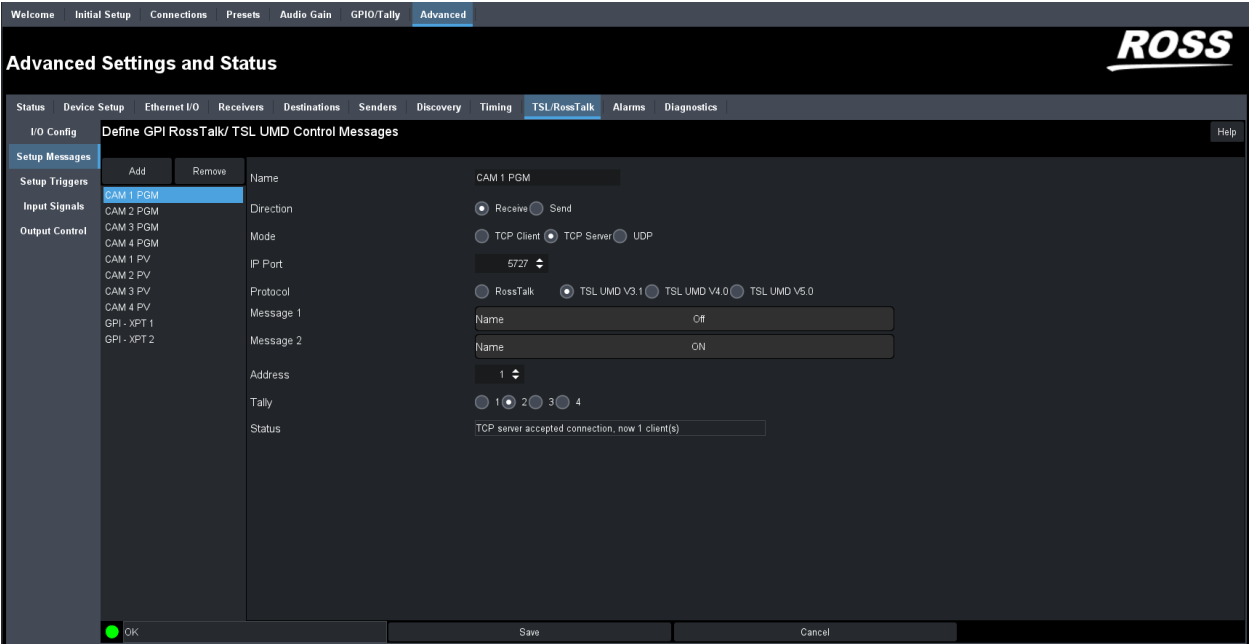 Welcome Initial Setup Connections Presets Audio Gain GPIO/Tally Advanced
ROSS
Advanced Settings and Status
Status Device Setup Ethernet I/O Receivers Destinations Senders Discovery Timing TSL/RossTalk Alarms Diagnostics
I/O Config
Setup Messages
Setup Triggers
Input Signals
Output Control
Define GPI RossTalk/ TSL UMD Control Messages
Help
Add Remove
CAM 1 PGM
CAM 2 PGM
CAM 3 PGM
CAM 4 PGM
CAM 1 PV
CAM 2 PV
CAM 3 PV
CAM 4 PV
GPI - XPT 1
GPI - XPT 2
Name CAM 1 PGM
Direction Receive Send
Mode TCP Client TCP Server UDP
IP Port 5727
Protocol RossTalk TSL UMD V3.1 TSL UMD V4.0 TSL UMD V5.0
Message 1 Name Off
Message 2 Name ON
Address 1
Tally 1 2 3 4
Status TCP server accepted connection, now 1 client(s)
OK Save Cancel